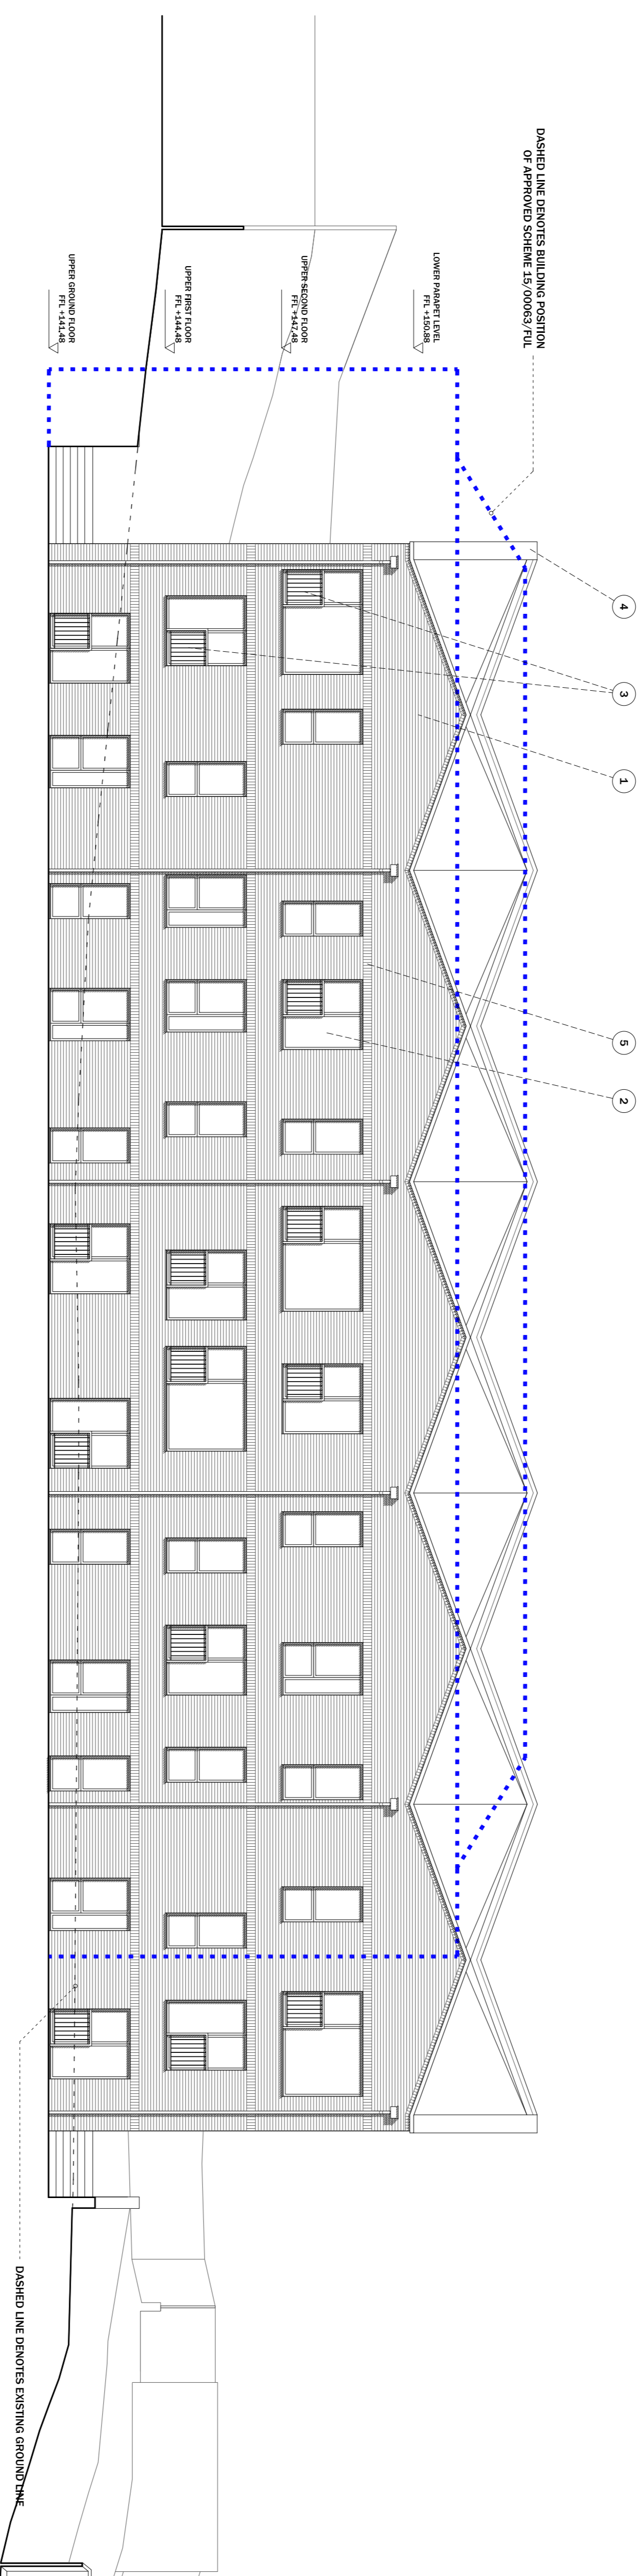 DASHED LINE DENOTES BUILDING POSITION
OF APPROVED SCHEME 15/00063/FUL
4
3
1
5
2
LOWER PARAPET LEVEL
FFL +150.88
UPPER SECOND FLOOR
FFL +147.48
UPPER FIRST FLOOR
FFL +144.48
UPPER GROUND FLOOR
FFL +141.48
DASHED LINE DENOTES EXISTING GROUND LINE